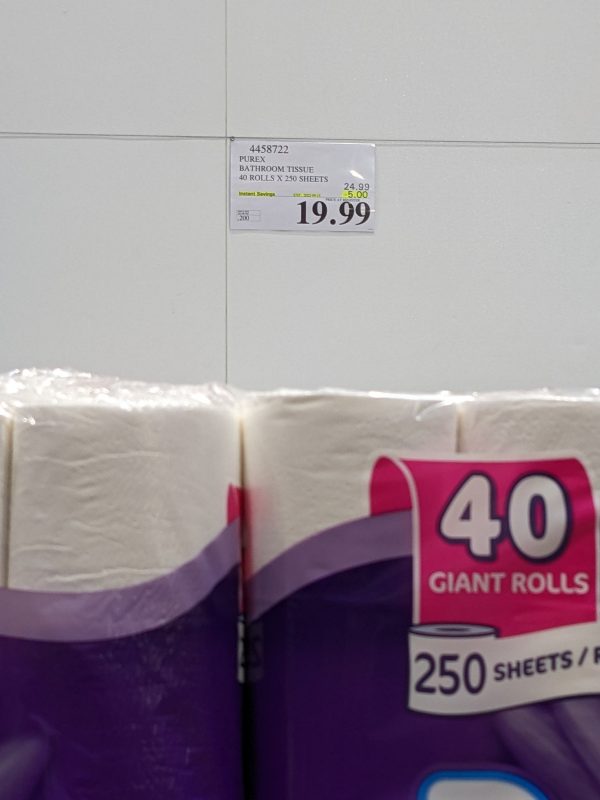 4458722
PUREX
BATHROOM TISSUE
40 ROLLS X 250 SHEETS
24.99
Instant Savings
5.00
19.99
.200
40
GIANT ROLLS
250 SHEETS /